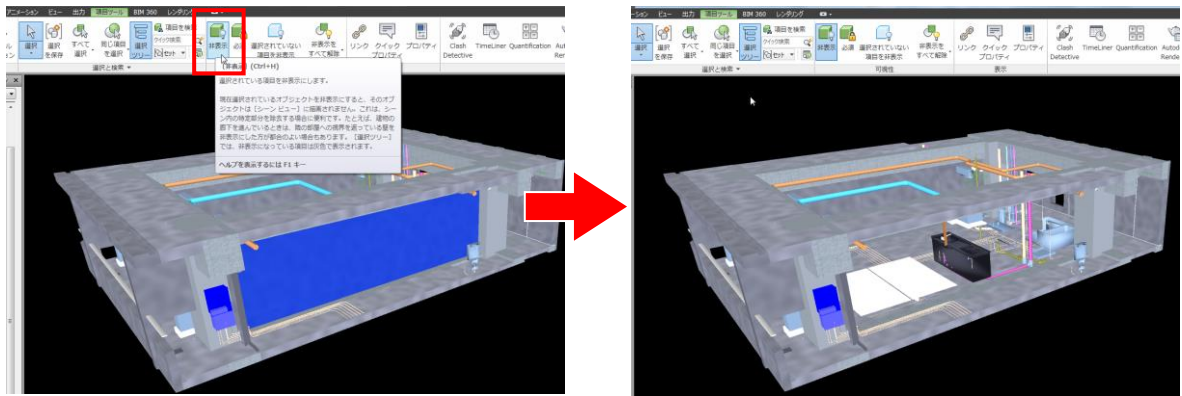 アニメーション ビュー 出力 項目ツール BIM 360 レンダリング
選択 選択を保存 すべて選択 同じ項目を選択 選択ツリー 項目を検索
クイック検索
セット
非表示 必須 選択されていない項目を非表示 非表示をすべて解除 リンク クイックプロパティ プロパティ Clash Detective TimeLiner Quantification
選択と検索
(非表示) (Ctrl+H)
選択されている項目を非表示にします。
現在選択されているオブジェクトを非表示にすると、そのオブ
ジェクトは [シーン ビュー] に描画されません。これは、シー
ン内の特定部分を除去する場合に便利です。たとえば、建物の
廊下を進んでいるときは、隣の部屋への視界を遮っている壁を
非表示にした方が都合のよい場合もあります。[選択ツリー]
では、非表示になっている項目は灰色で表示されます。
ヘルプを表示するには F1 キー
ビュー 出力 項目ツール BIM 360 レンダリング
選択 選択を保存 すべて選択 同じ項目を選択 選択ツリー 項目を検索
クイック検索
セット
非表示 必須 選択されていない項目を非表示 非表示をすべて解除 リンク クイックプロパティ プロパティ Clash Detective TimeLiner Quantification
選択と検索 可視性 表示